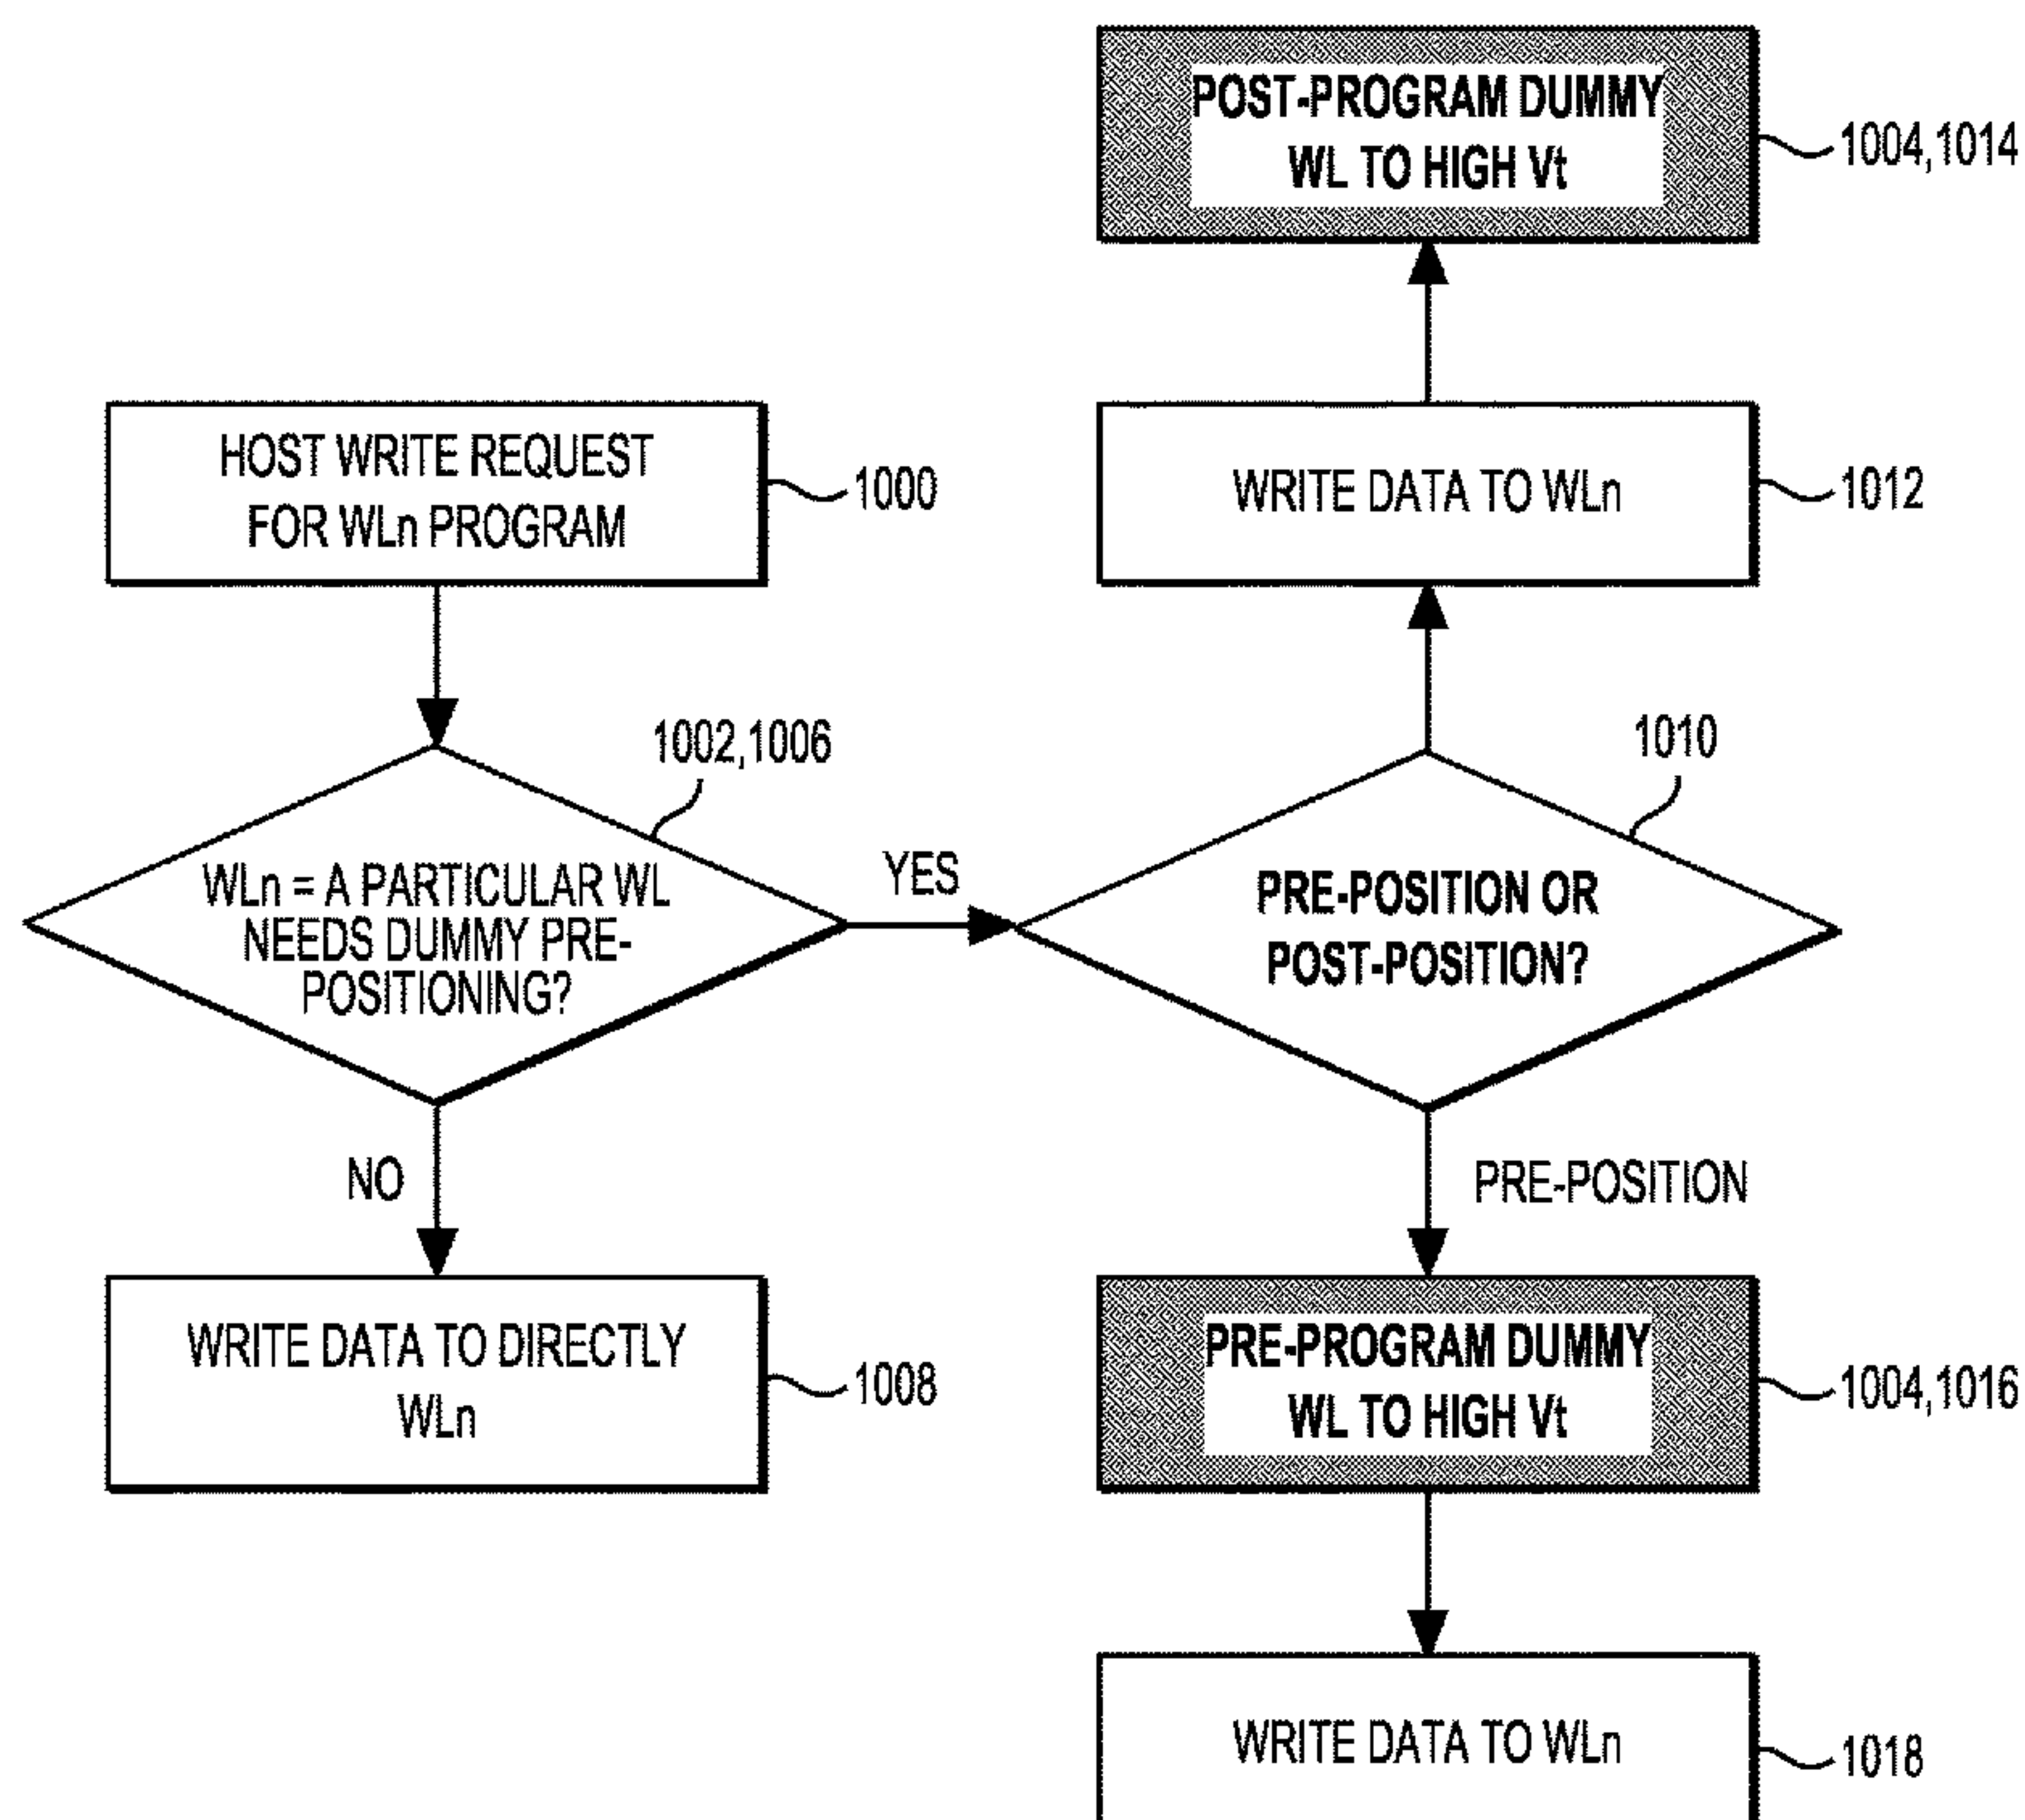 POST-PROGRAM DUMMY
WL TO HIGH Vt
1004,1014
HOST WRITE REQUEST
FOR WLn PROGRAM
1000
WRITE DATA TO WLn
1012
1002,1006
WLn = A PARTICULAR WL
NEEDS DUMMY PRE-
POSITIONING?
YES
1010
PRE-POSITION OR
POST-POSITION?
NO
PRE-POSITION
WRITE DATA TO DIRECTLY
WLn
1008
PRE-PROGRAM DUMMY
WL TO HIGH Vt
1004,1016
WRITE DATA TO WLn
1018